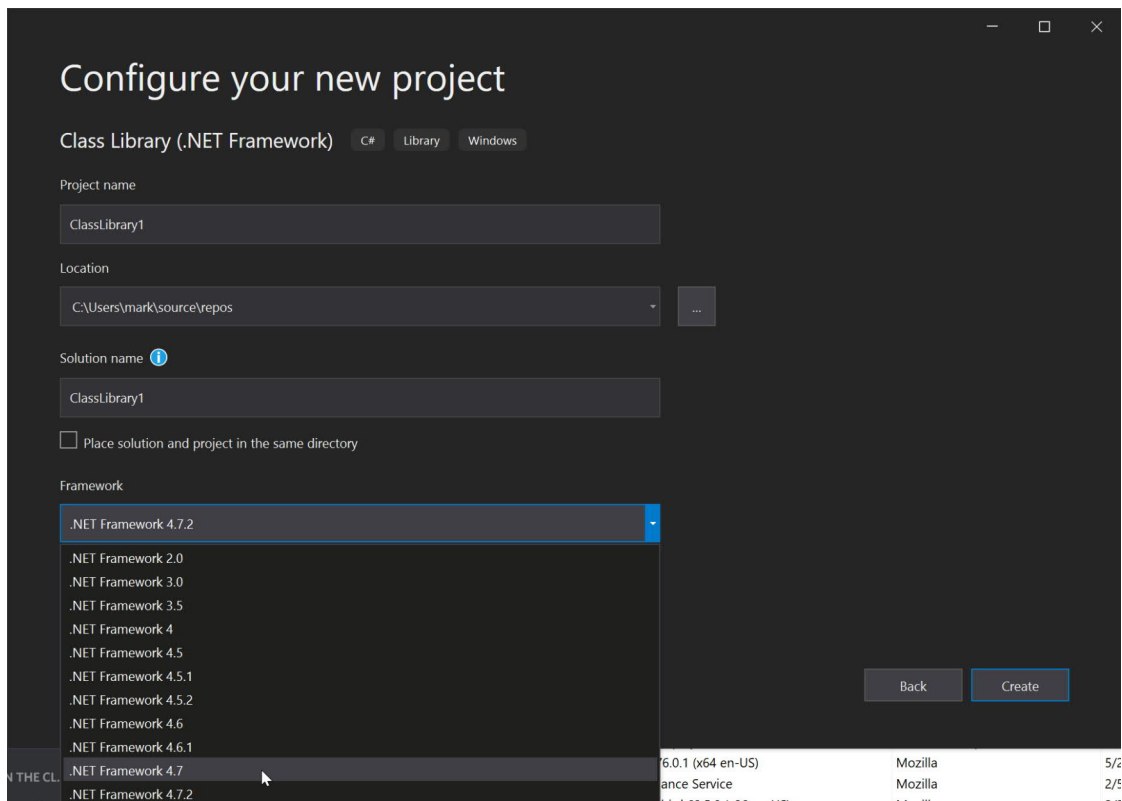 Configure your new project
Class Library (.NET Framework) C# Library Windows
Project name
ClassLibrary1
Location
C:\Users\mark\source\repos
...
Solution name
ClassLibrary1
Place solution and project in the same directory
Framework
.NET Framework 4.7.2
.NET Framework 2.0
.NET Framework 3.0
.NET Framework 3.5
.NET Framework 4
.NET Framework 4.5
.NET Framework 4.5.1
.NET Framework 4.5.2
.NET Framework 4.6
.NET Framework 4.6.1
.NET Framework 4.7
.NET Framework 4.7.2
Back Create
N THE CL
6.0.1 (x64 en-US) Mozilla 5/2
ance Service Mozilla 2/5